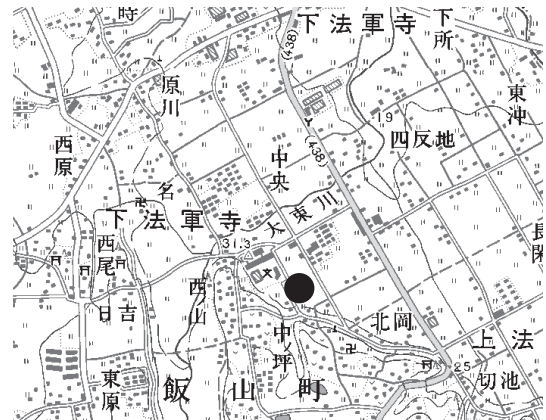 時
下法軍寺
下所
(438)
原川
東沖
19
四反地
西原
中央
(438)
名
大束川
下法軍寺
長閑
31.3
西尾
西山
日吉
中ノ坪
北岡
上法
25
切池
東原
飯山町